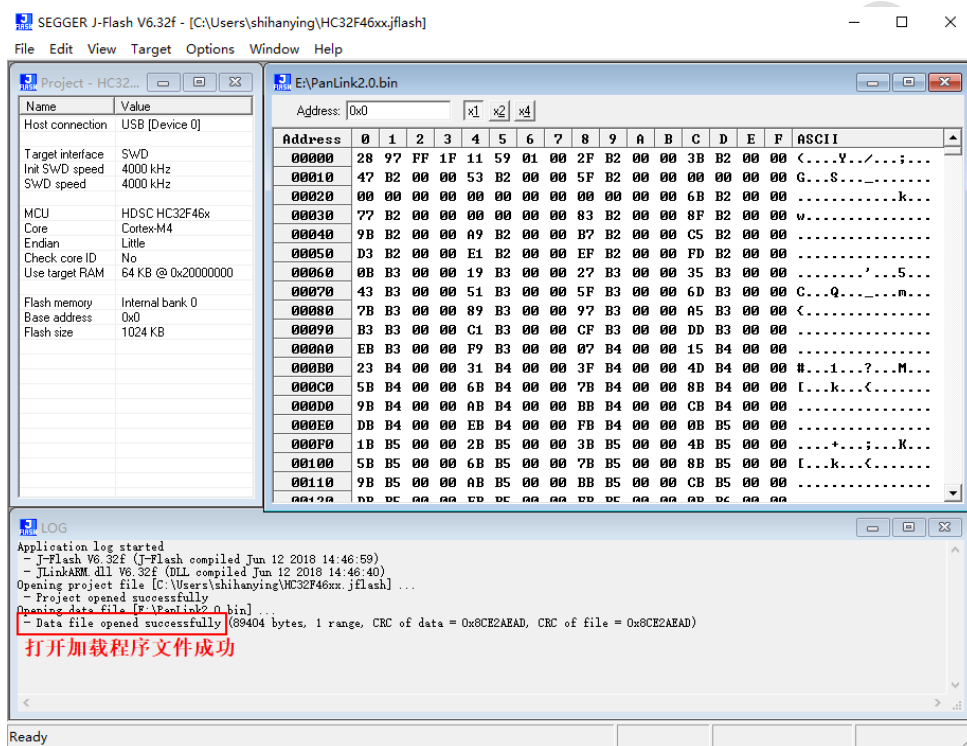 SEGGER J-Flash V6.32f - [C:\Users\shihanying\HC32F46xx.jflash]
File Edit View Target Options Window Help
Project - HC32...
Name Value
Host connection USB [Device 0]
Target interface SWD
Init SWD speed 4000 kHz
SWD speed 4000 kHz
MCU HDSC HC32F46x
Core Cortex-M4
Endian Little
Check core ID No
Use target RAM 64 KB @ 0x20000000
Flash memory Internal bank 0
Base address 0x0
Flash size 1024 KB
E:\PanLink2.0.bin
Address: 0x0 x1 x2 x4
Address 0 1 2 3 4 5 6 7 8 9 A B C D E F ASCII
00000 28 97 FF 1F 11 59 01 00 2F B2 00 00 3B B2 00 00 (....Y../...;...
00010 47 B2 00 00 53 B2 00 00 5F B2 00 00 00 00 00 00 G...S..._.......
00020 00 00 00 00 00 00 00 00 00 00 00 00 6B B2 00 00 ............k...
00030 77 B2 00 00 00 00 00 00 83 B2 00 00 8F B2 00 00 w...............
00040 9B B2 00 00 A9 B2 00 00 B7 B2 00 00 C5 B2 00 00 ................
00050 D3 B2 00 00 E1 B2 00 00 EF B2 00 00 FD B2 00 00 ................
00060 0B B3 00 00 19 B3 00 00 27 B3 00 00 35 B3 00 00 ........'...5...
00070 43 B3 00 00 51 B3 00 00 5F B3 00 00 6D B3 00 00 C...Q..._...m...
00080 7B B3 00 00 89 B3 00 00 97 B3 00 00 A5 B3 00 00 {...............
00090 B3 B3 00 00 C1 B3 00 00 CF B3 00 00 DD B3 00 00 ................
000A0 EB B3 00 00 F9 B3 00 00 07 B4 00 00 15 B4 00 00 ................
000B0 23 B4 00 00 31 B4 00 00 3F B4 00 00 4D B4 00 00 #...1...?...M...
000C0 5B B4 00 00 6B B4 00 00 7B B4 00 00 8B B4 00 00 [...k...{.......
000D0 9B B4 00 00 AB B4 00 00 BB B4 00 00 CB B4 00 00 ................
000E0 DB B4 00 00 EB B4 00 00 FB B4 00 00 0B B5 00 00 ................
000F0 1B B5 00 00 2B B5 00 00 3B B5 00 00 4B B5 00 00 ....+...;...K...
00100 5B B5 00 00 6B B5 00 00 7B B5 00 00 8B B5 00 00 [...k...{.......
00110 9B B5 00 00 AB B5 00 00 BB B5 00 00 CB B5 00 00 ................
LOG
Application log started
- J-Flash V6.32f (J-Flash compiled Jun 12 2018 14:46:59)
- JLinkARM.dll V6.32f (DLL compiled Jun 12 2018 14:46:40)
Opening project file [C:\Users\shihanying\HC32F46xx.jflash] ...
- Project opened successfully
Opening data file [E:\PanLink2.0.bin] ...
- Data file opened successfully (89404 bytes, 1 range, CRC of data = 0x8CE2AEAD, CRC of file = 0x8CE2AEAD)
打开加载程序文件成功
Ready